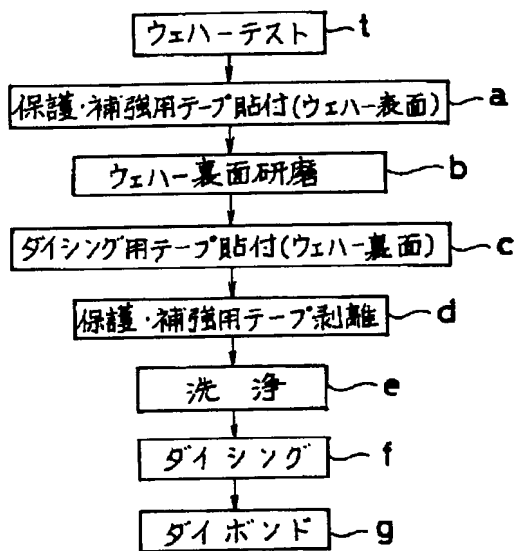 ウェハーテスト t
保護・補強用テープ貼付(ウェハー表面) a
ウェハー裏面研磨 b
ダイシング用テープ貼付(ウェハー裏面) c
保護・補強用テープ剥離 d
洗 浄 e
ダイシング f
ダイボンド g